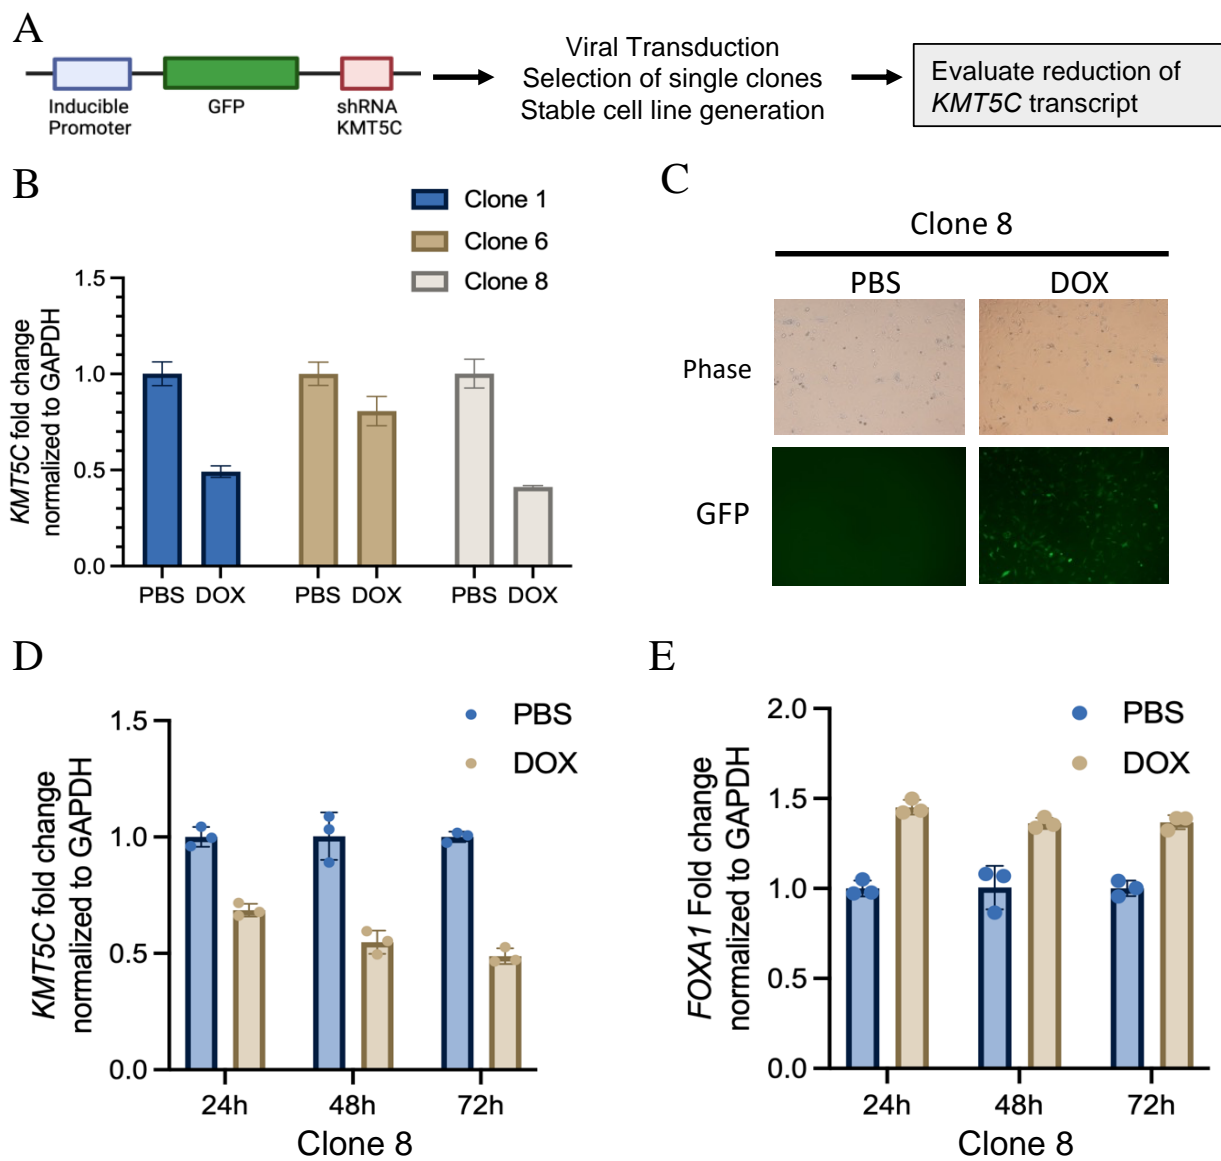 A
Inducible
Promoter
GFP
shRNA
KMT5C
Viral Transduction
Selection of single clones
Stable cell line generation
Evaluate reduction of
KMT5C transcript
B
Clone 1
Clone 6
Clone 8
KMT5C fold change
normalized to GAPDH
1.5
1.0
0.5
0.0
PBS DOX PBS DOX PBS DOX
C
Clone 8
PBS DOX
Phase
GFP
D
PBS
DOX
KMT5C fold change
normalized to GAPDH
1.5
1.0
0.5
0.0
24h 48h 72h
Clone 8
E
PBS
DOX
FOXA1 Fold change
normalized to GAPDH
2.0
1.5
1.0
0.5
0.0
24h 48h 72h
Clone 8